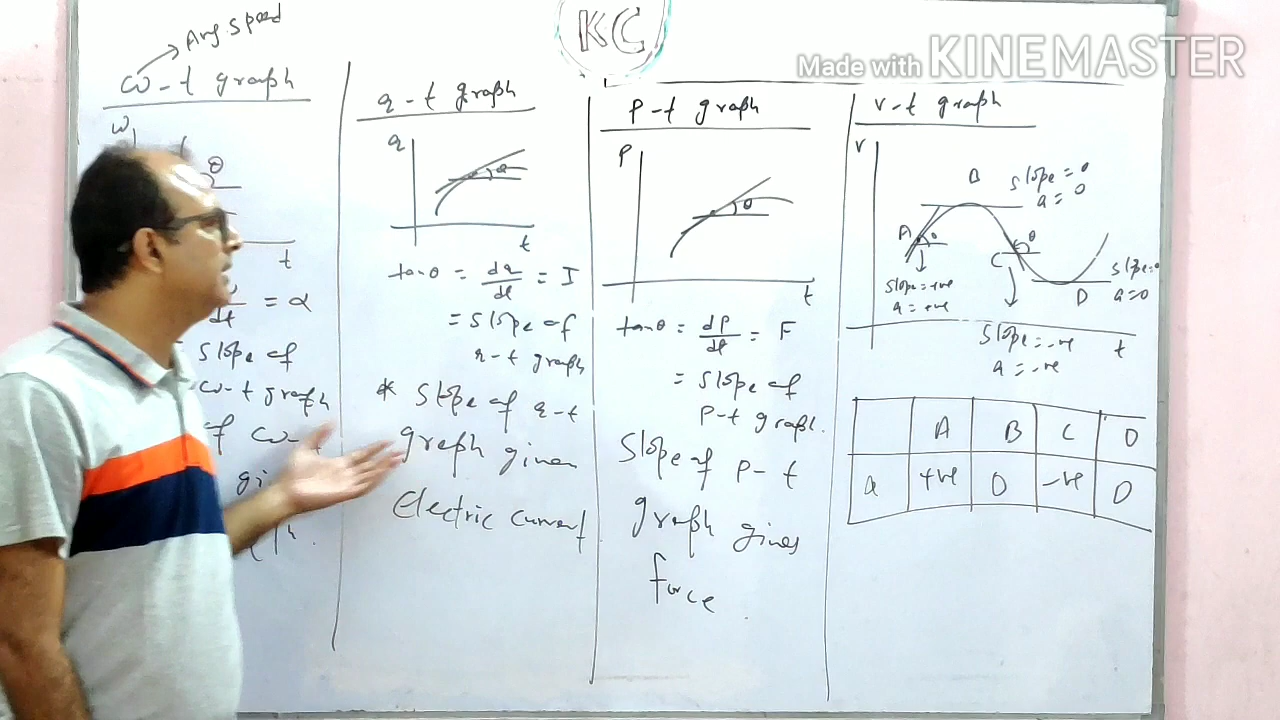 KC
Made with KINEMASTER
Ang. Speed
ω – t graph
ω
θ
t
dt = α
slope of
ω–t graph
of ω–t
gi
q – t graph
q
θ
t
tanθ = dq/dt = I
= slope of
q–t graph
* Slope of q–t
graph gives
Electric current
P – t graph
P
θ
t
tanθ = dP/dt = F
= slope of
P–t graph.
Slope of P – t
graph gives
force.
v – t graph
v
B
slope = 0
a = 0
A
θ
slope = +ve
a = +ve
C
θ
slope = -ve
a = -ve
D
slope = 0
a = 0
t
A B C D
a +ve 0 -ve 0